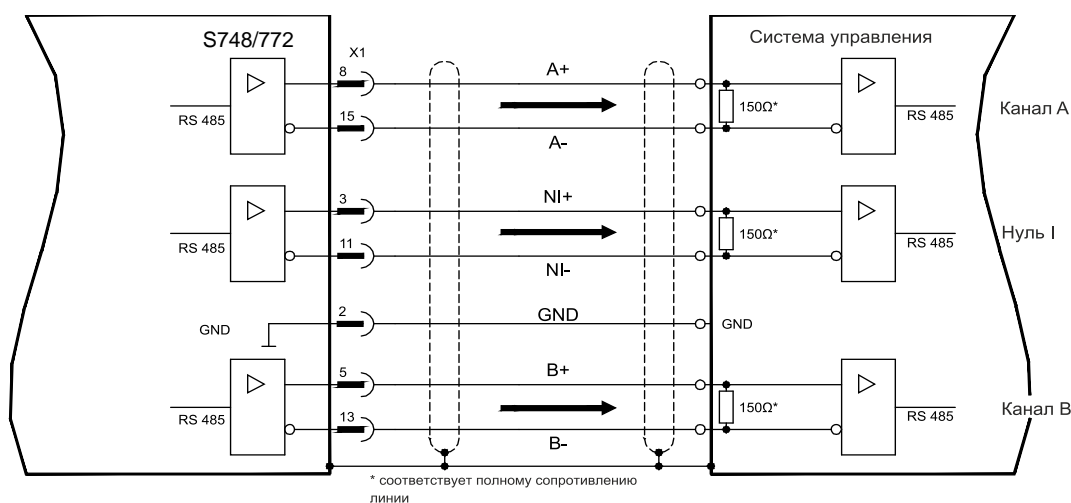 S748/772
X1
Система управления
8
A+
RS 485
150Ω*
RS 485
Канал A
15
A-
3
NI+
RS 485
150Ω*
RS 485
Нуль I
11
NI-
2
GND
GND
GND
5
B+
RS 485
150Ω*
RS 485
Канал B
13
B-
* соответствует полному сопротивлению
линии